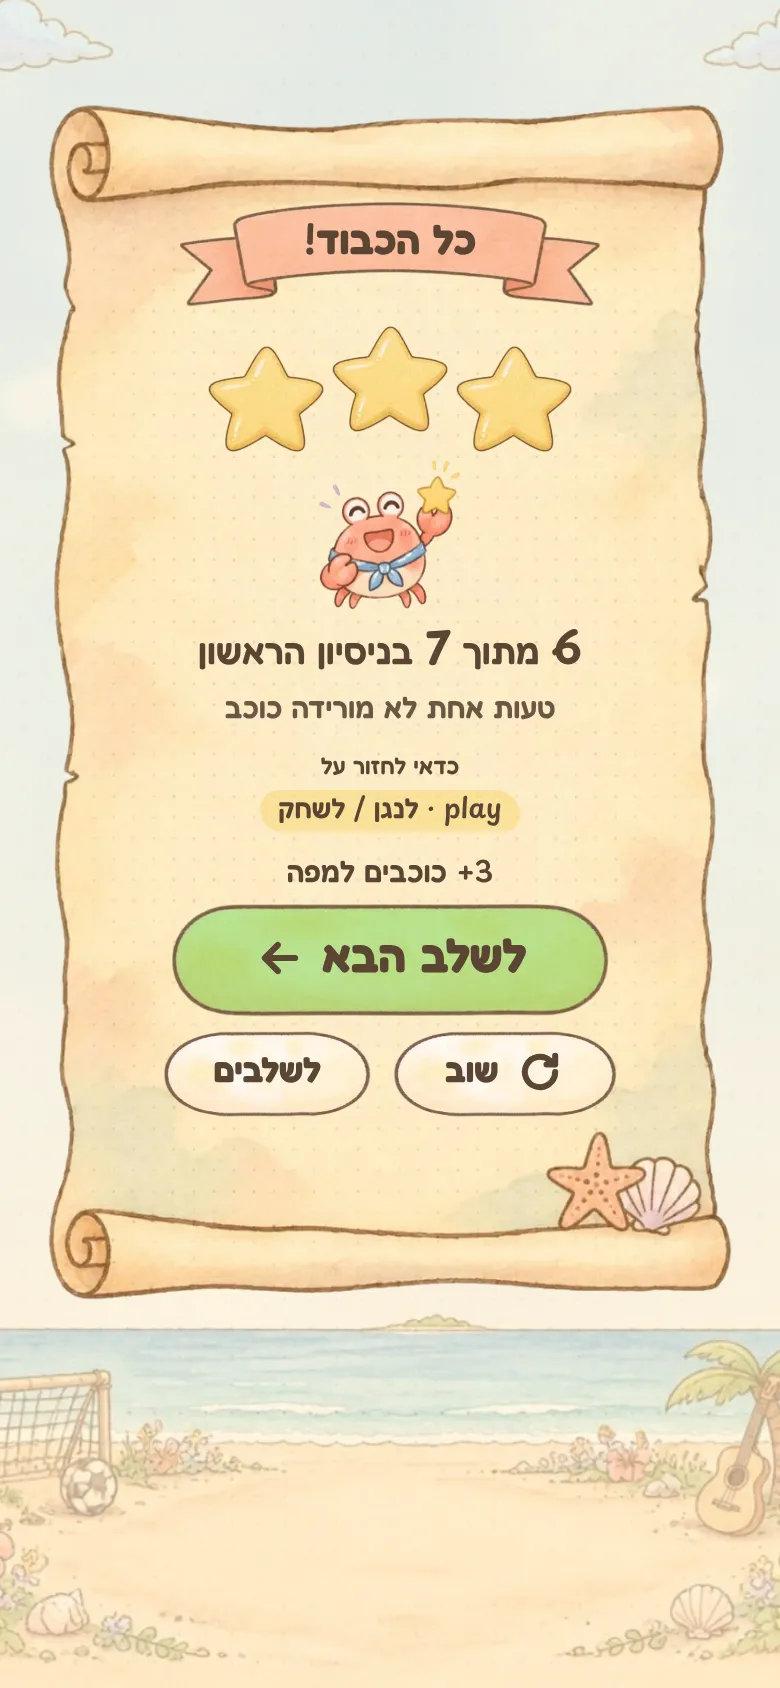 כל הכבוד!
6 מתוך 7 בניסיון הראשון
טעות אחת לא מורידה כוכב
כדאי לחזור על
play · לנגן / לשחק
+3 כוכבים למפה
לשלב הבא ←
שוב
לשלבים